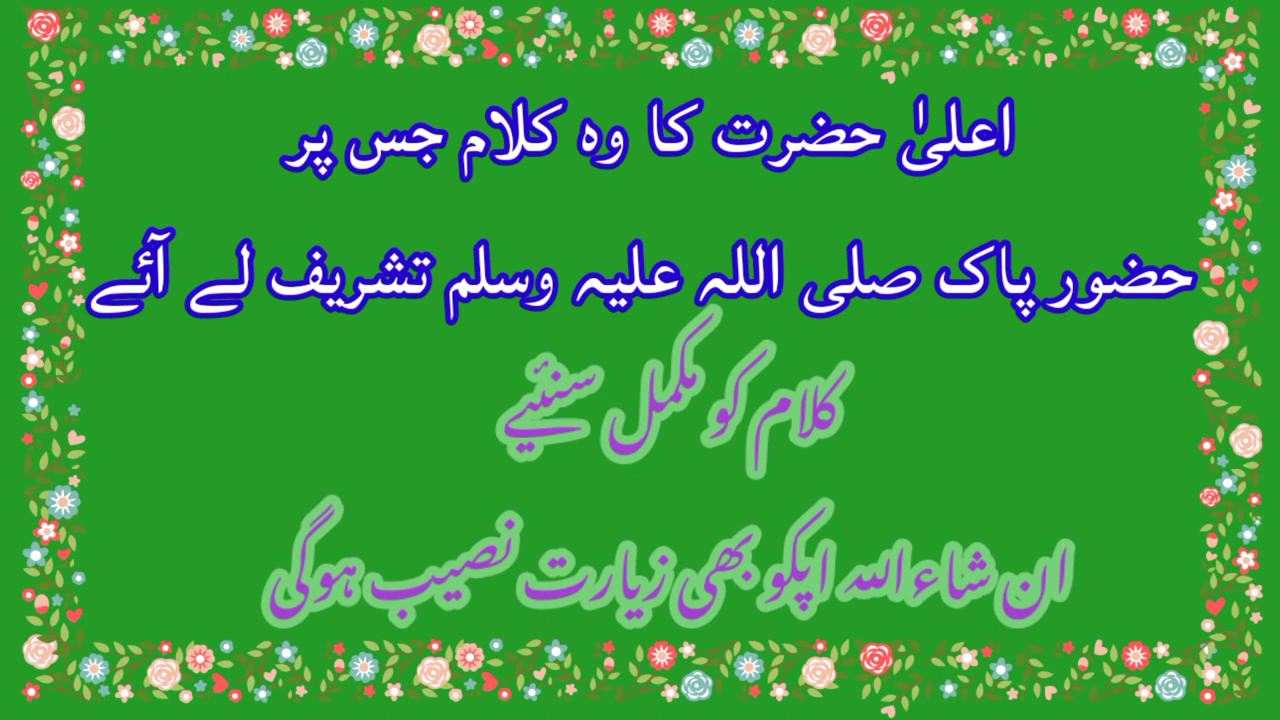 اعلیٰ حضرت کا وہ کلام جس پر
حضور پاک صلی اللہ علیہ وسلم تشریف لے آئے
کلام کو مکمل سنئیے
ان شاء اللہ اپکو بھی زیارت نصیب ہوگی